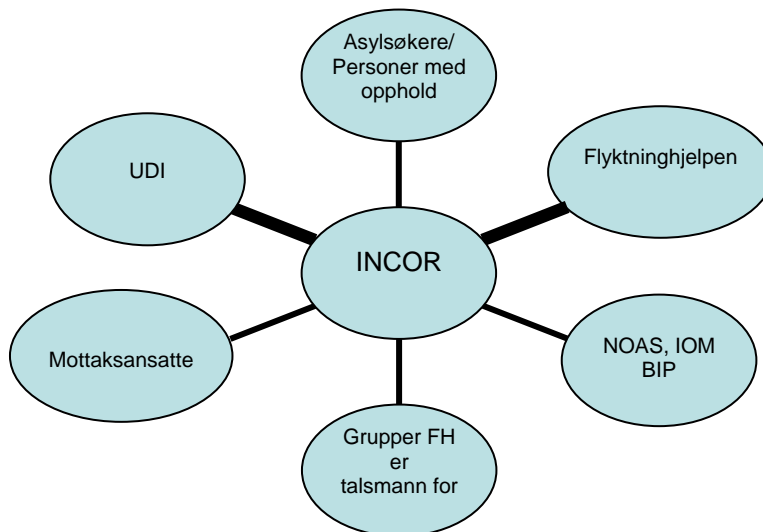 Asylsøkere/
Personer med
opphold
UDI
Flyktninghjelpen
INCOR
Mottaksansatte
NOAS, IOM
BIP
Grupper FH
er
talsmann for